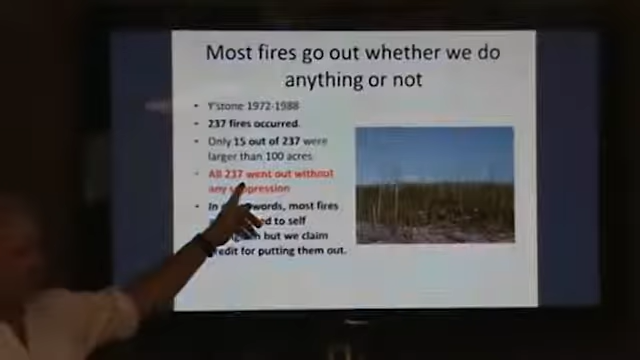 Most fires go out whether we do
anything or not
• Y'stone 1972-1988
• 237 fires occurred.
• Only 15 out of 237 were
larger than 100 acres
• All 237 went out without
any suppression
• In words, most fires
to self
but we claim
credit for putting them out.